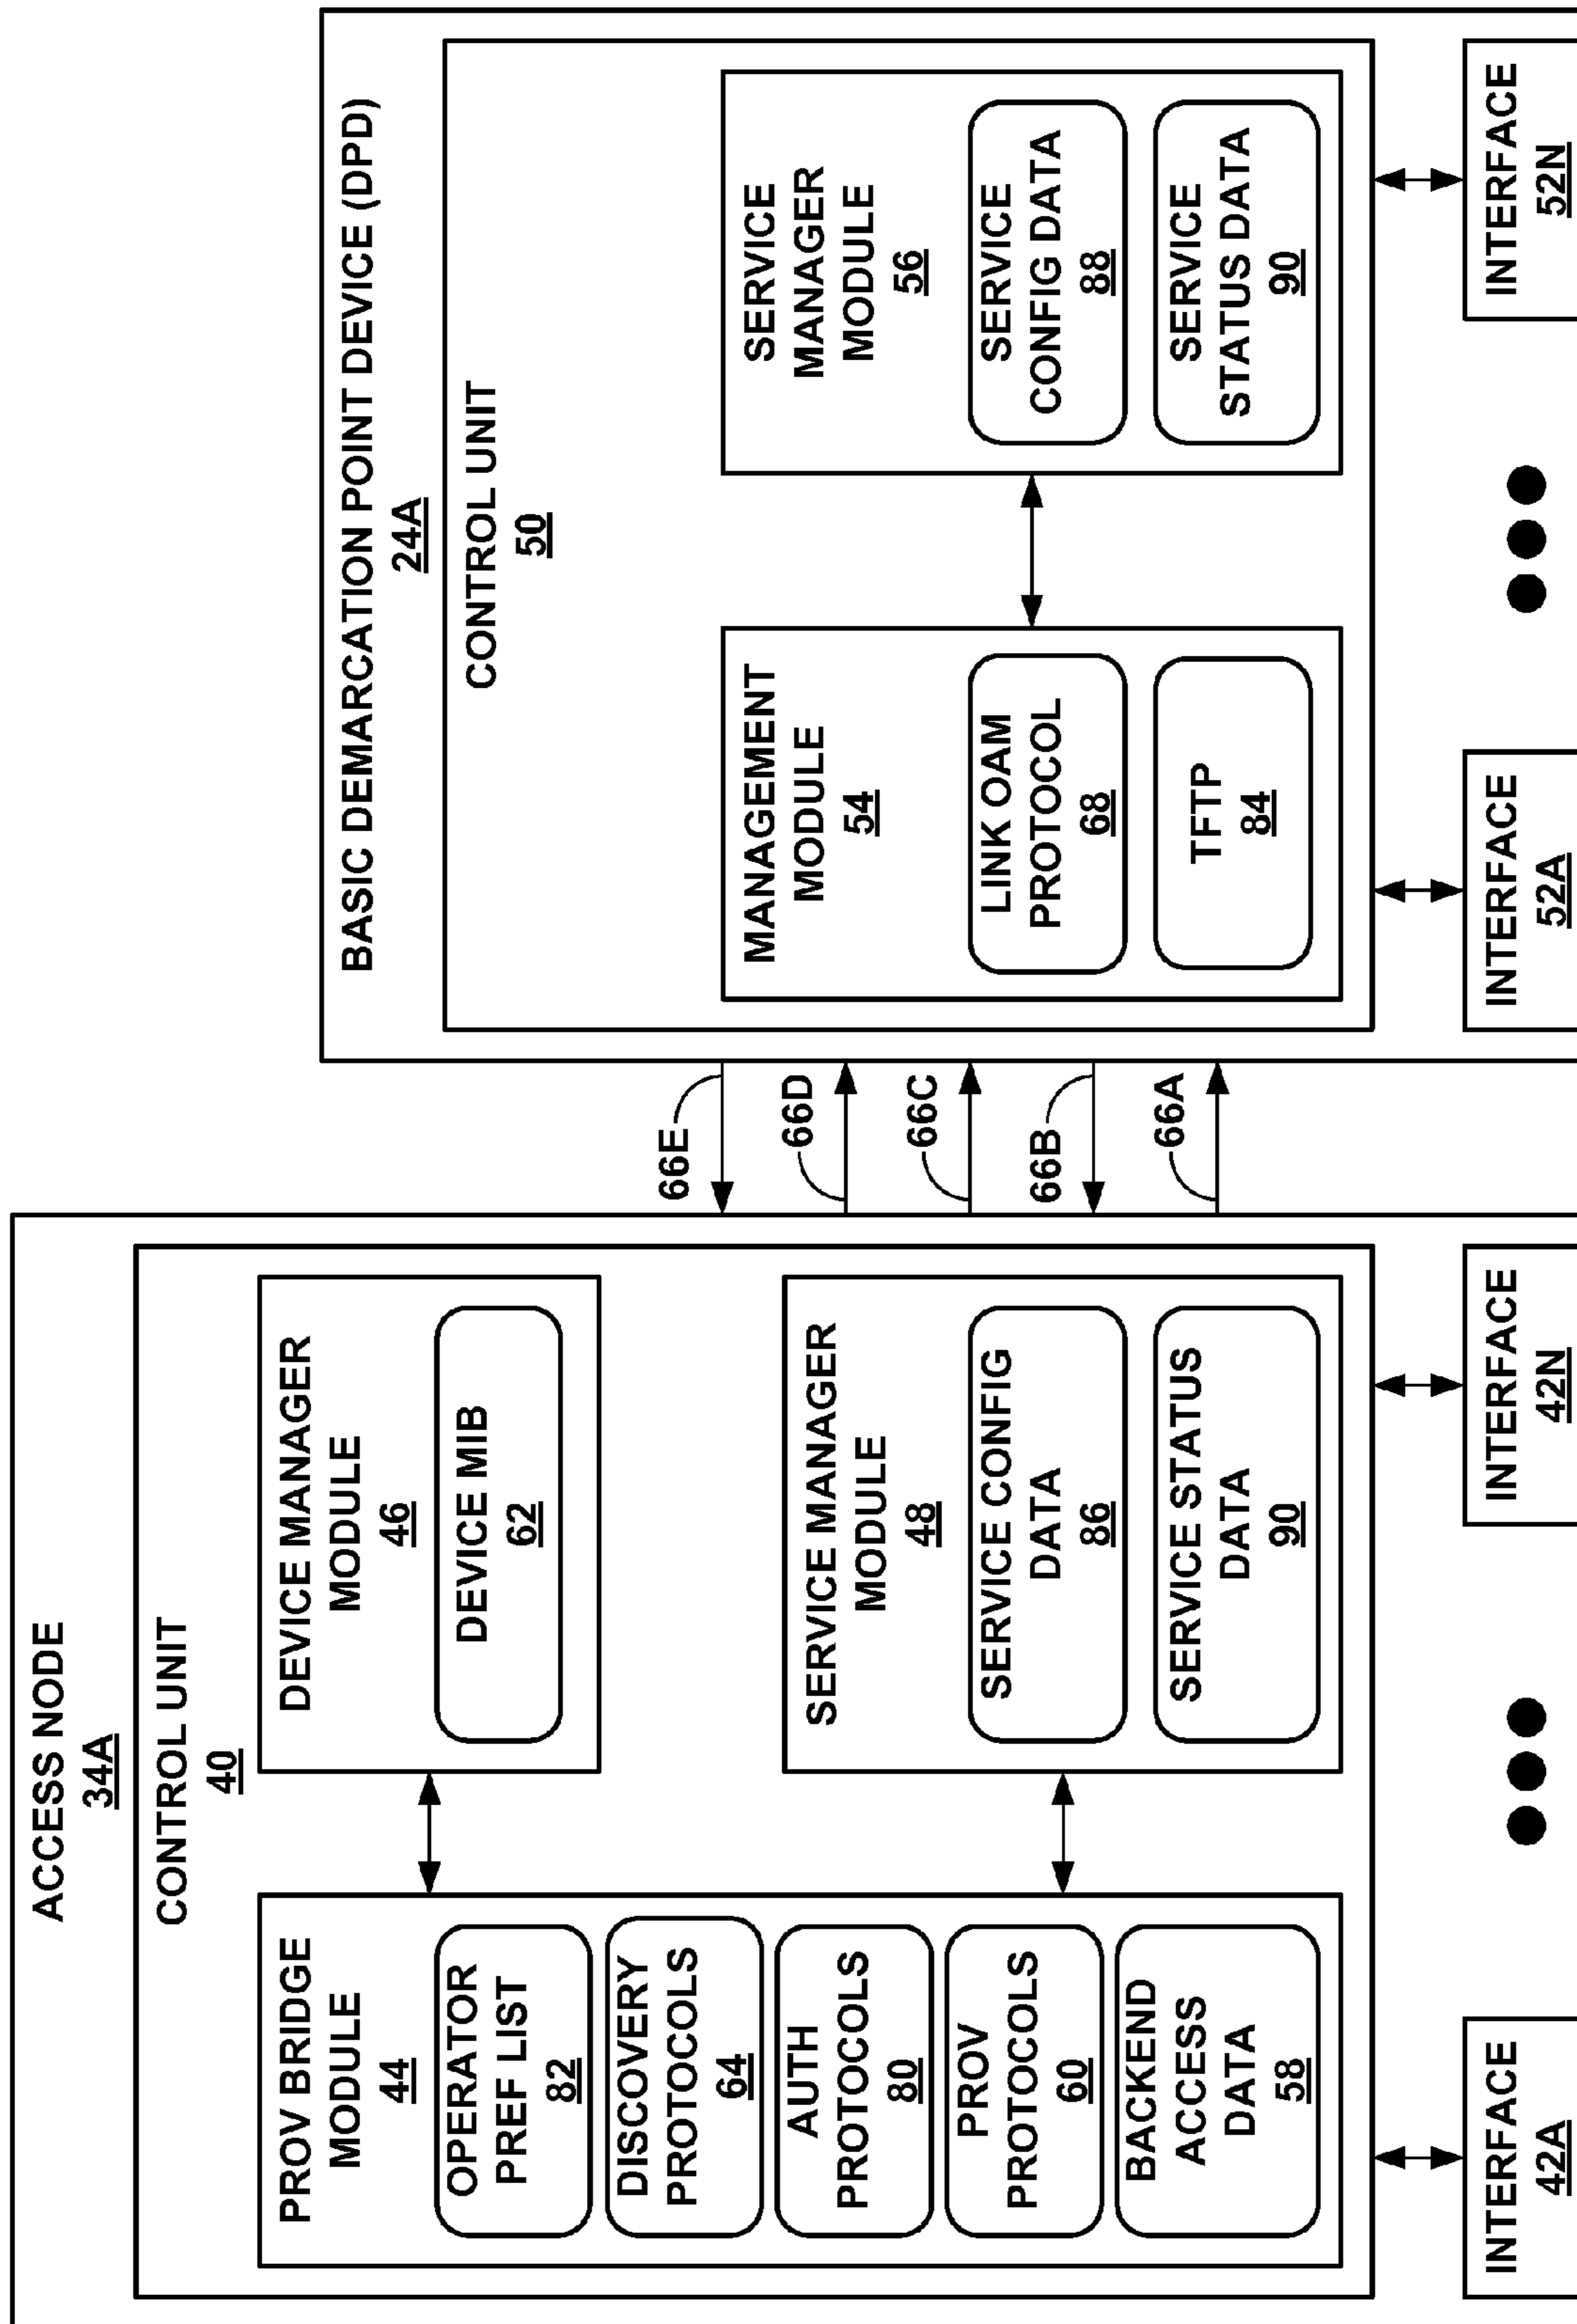 ACCESS NODE
34A
CONTROL UNIT
40
PROV BRIDGE
MODULE
44
OPERATOR
PREF LIST
82
DISCOVERY
PROTOCOLS
64
AUTH
PROTOCOLS
80
PROV
PROTOCOLS
60
BACKEND
ACCESS
DATA
58
DEVICE MANAGER
MODULE
46
DEVICE MIB
62
SERVICE MANAGER
MODULE
48
SERVICE CONFIG
DATA
86
SERVICE STATUS
DATA
90
INTERFACE
42A
INTERFACE
42N
66E
66D
66C
66B
66A
BASIC DEMARCATION POINT DEVICE (DPD)
24A
CONTROL UNIT
50
MANAGEMENT
MODULE
54
LINK OAM
PROTOCOL
68
TFTP
84
SERVICE
MANAGER
MODULE
56
SERVICE
CONFIG DATA
88
SERVICE
STATUS DATA
90
INTERFACE
52A
INTERFACE
52N